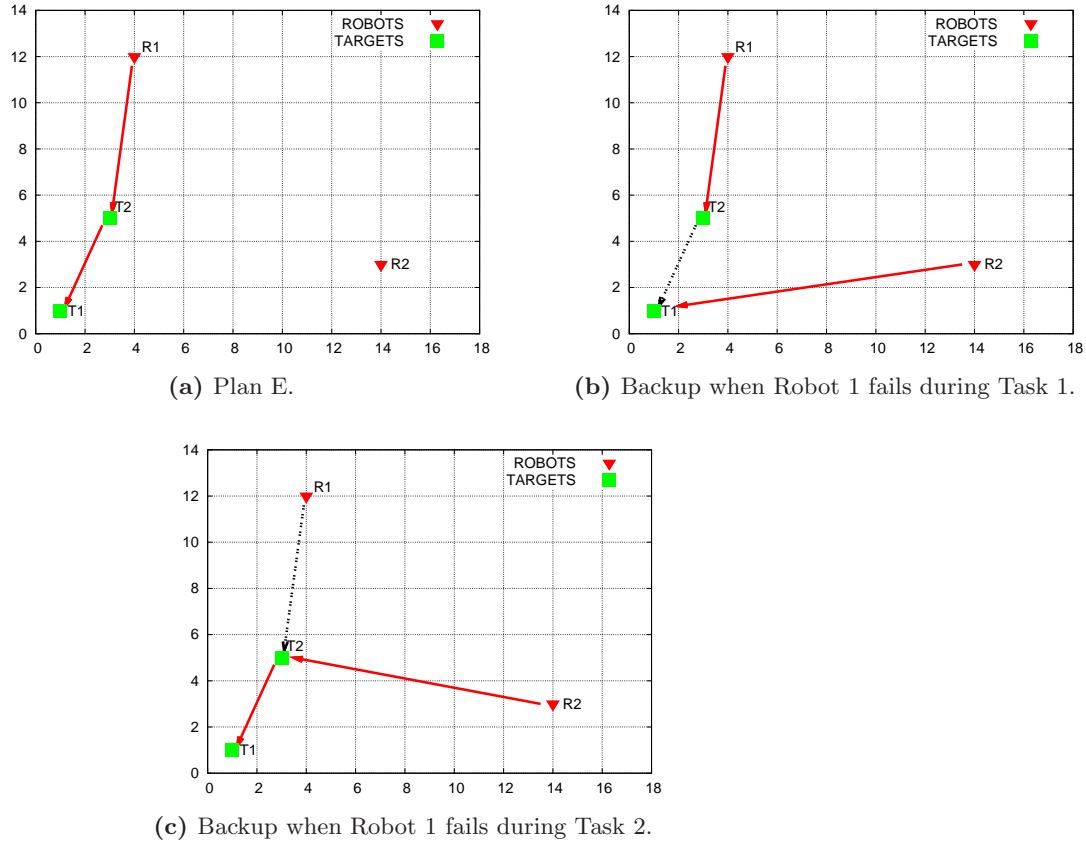 14
12
10
8
6
4
2
0
0 2 4 6 8 10 12 14 16 18
ROBOTS
TARGETS
R1
T2
R2
T1
(a) Plan E.
14
12
10
8
6
4
2
0
0 2 4 6 8 10 12 14 16 18
ROBOTS
TARGETS
R1
T2
R2
T1
(b) Backup when Robot 1 fails during Task 1.
14
12
10
8
6
4
2
0
0 2 4 6 8 10 12 14 16 18
ROBOTS
TARGETS
R1
T2
R2
T1
(c) Backup when Robot 1 fails during Task 2.